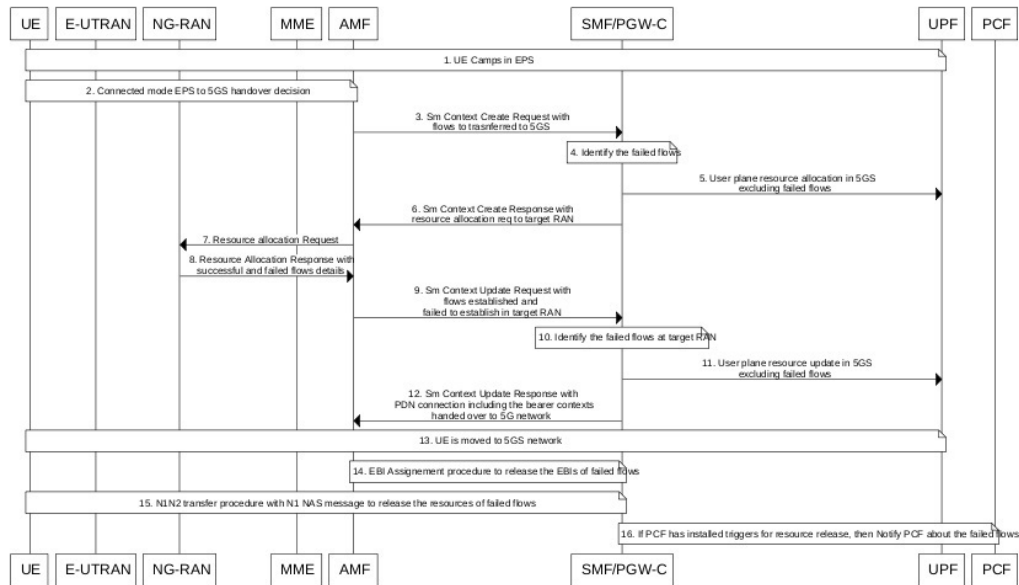 UE E-UTRAN NG-RAN MME AMF SMF/PGW-C UPF PCF
1. UE Camps in EPS
2. Connected mode EPS to 5GS handover decision
3. Sm Context Create Request with
flows to trasnferred to 5GS
4. Identify the failed flows
5. User plane resource allocation in 5GS
excluding failed flows
6. Sm Context Create Response with
resource allocation req to target RAN
7. Resource allocation Request
8. Resource Allocation Response with
successful and failed flows details
9. Sm Context Update Request with
flows established and
failed to establish in target RAN
10. Identify the failed flows at target RAN
11. User plane resource update in 5GS
excluding failed flows
12. Sm Context Update Response with
PDN connection including the bearer contexts
handed over to 5G network
13. UE is moved to 5GS network
14. EBI Assignement procedure to release the EBIs of failed flows
15. N1N2 transfer procedure with N1 NAS message to release the resources of failed flows
16. If PCF has installed triggers for resource release, then Notify PCF about the failed flows
UE E-UTRAN NG-RAN MME AMF SMF/PGW-C UPF PCF